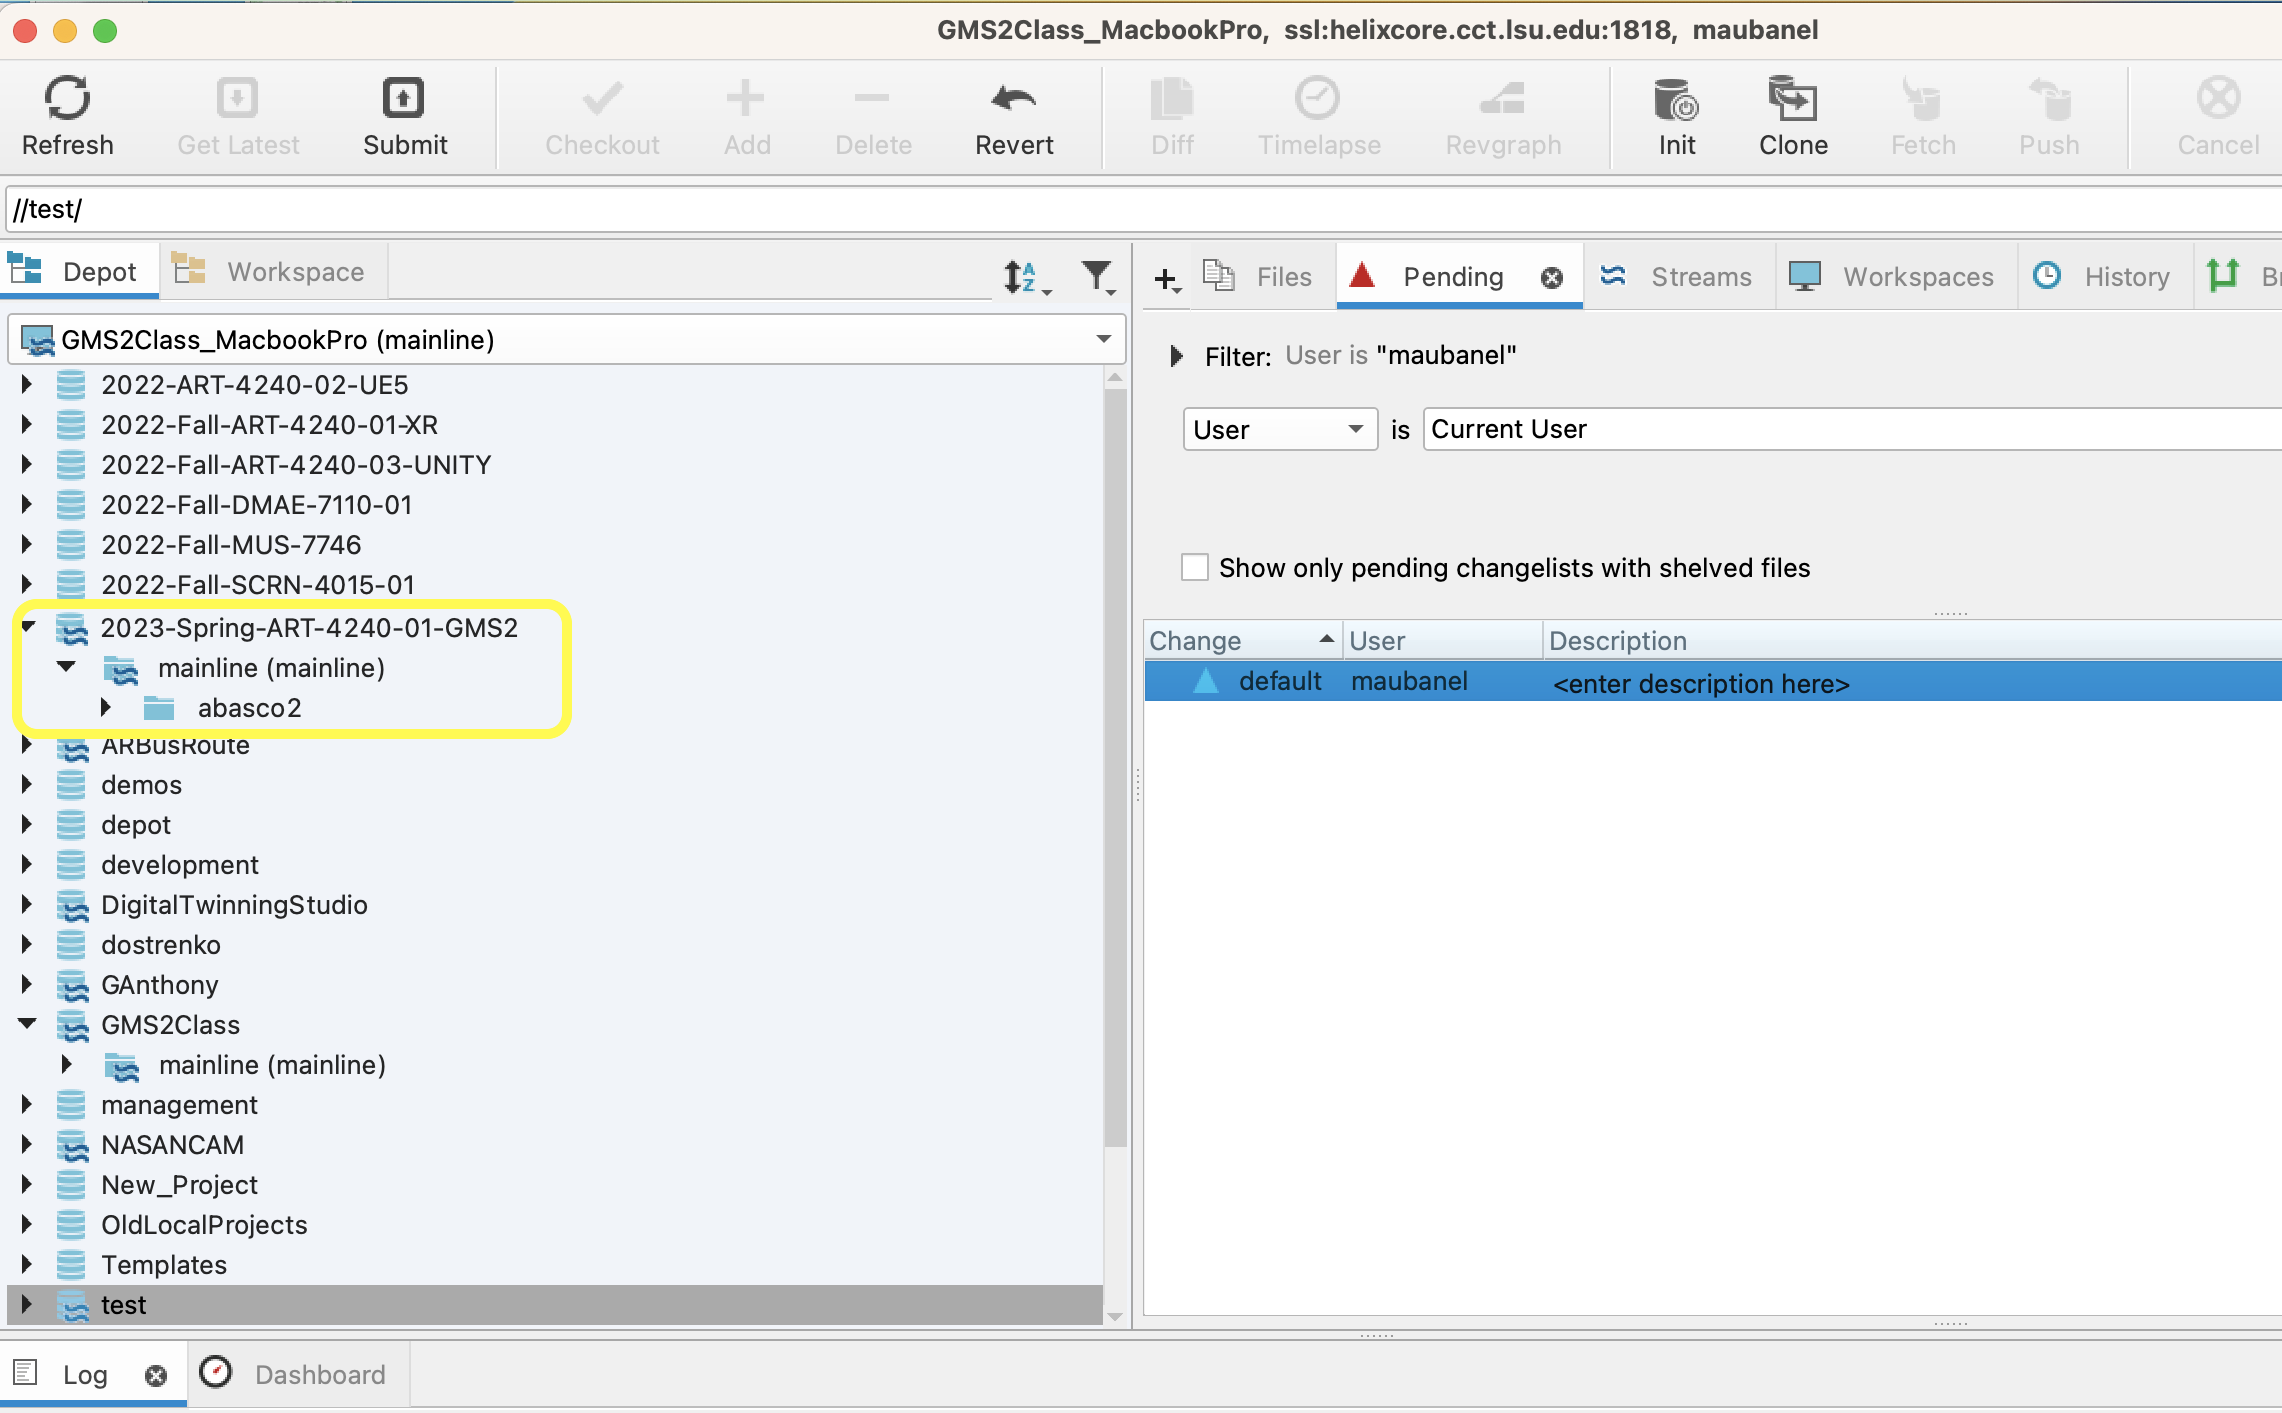 GMS2Class_MacbookPro, ssl:helixcore.cct.lsu.edu:1818, maubanel
Refresh Get Latest Submit Checkout Add Delete Revert Diff Timelapse Revgraph Init Clone Fetch Push Cancel
//test/
Depot Workspace
Files Pending Streams Workspaces History
GMS2Class_MacbookPro (mainline)
2022-ART-4240-02-UE5
2022-Fall-ART-4240-01-XR
2022-Fall-ART-4240-03-UNITY
2022-Fall-DMAE-7110-01
2022-Fall-MUS-7746
2022-Fall-SCRN-4015-01
2023-Spring-ART-4240-01-GMS2
mainline (mainline)
abasco2
ARBusRoute
demos
depot
development
DigitalTwinningStudio
dostrenko
GAnthony
GMS2Class
mainline (mainline)
management
NASANCAM
New_Project
OldLocalProjects
Templates
test
Filter: User is "maubanel"
User is Current User
Show only pending changelists with shelved files
Change User Description
default maubanel <enter description here>
Log Dashboard